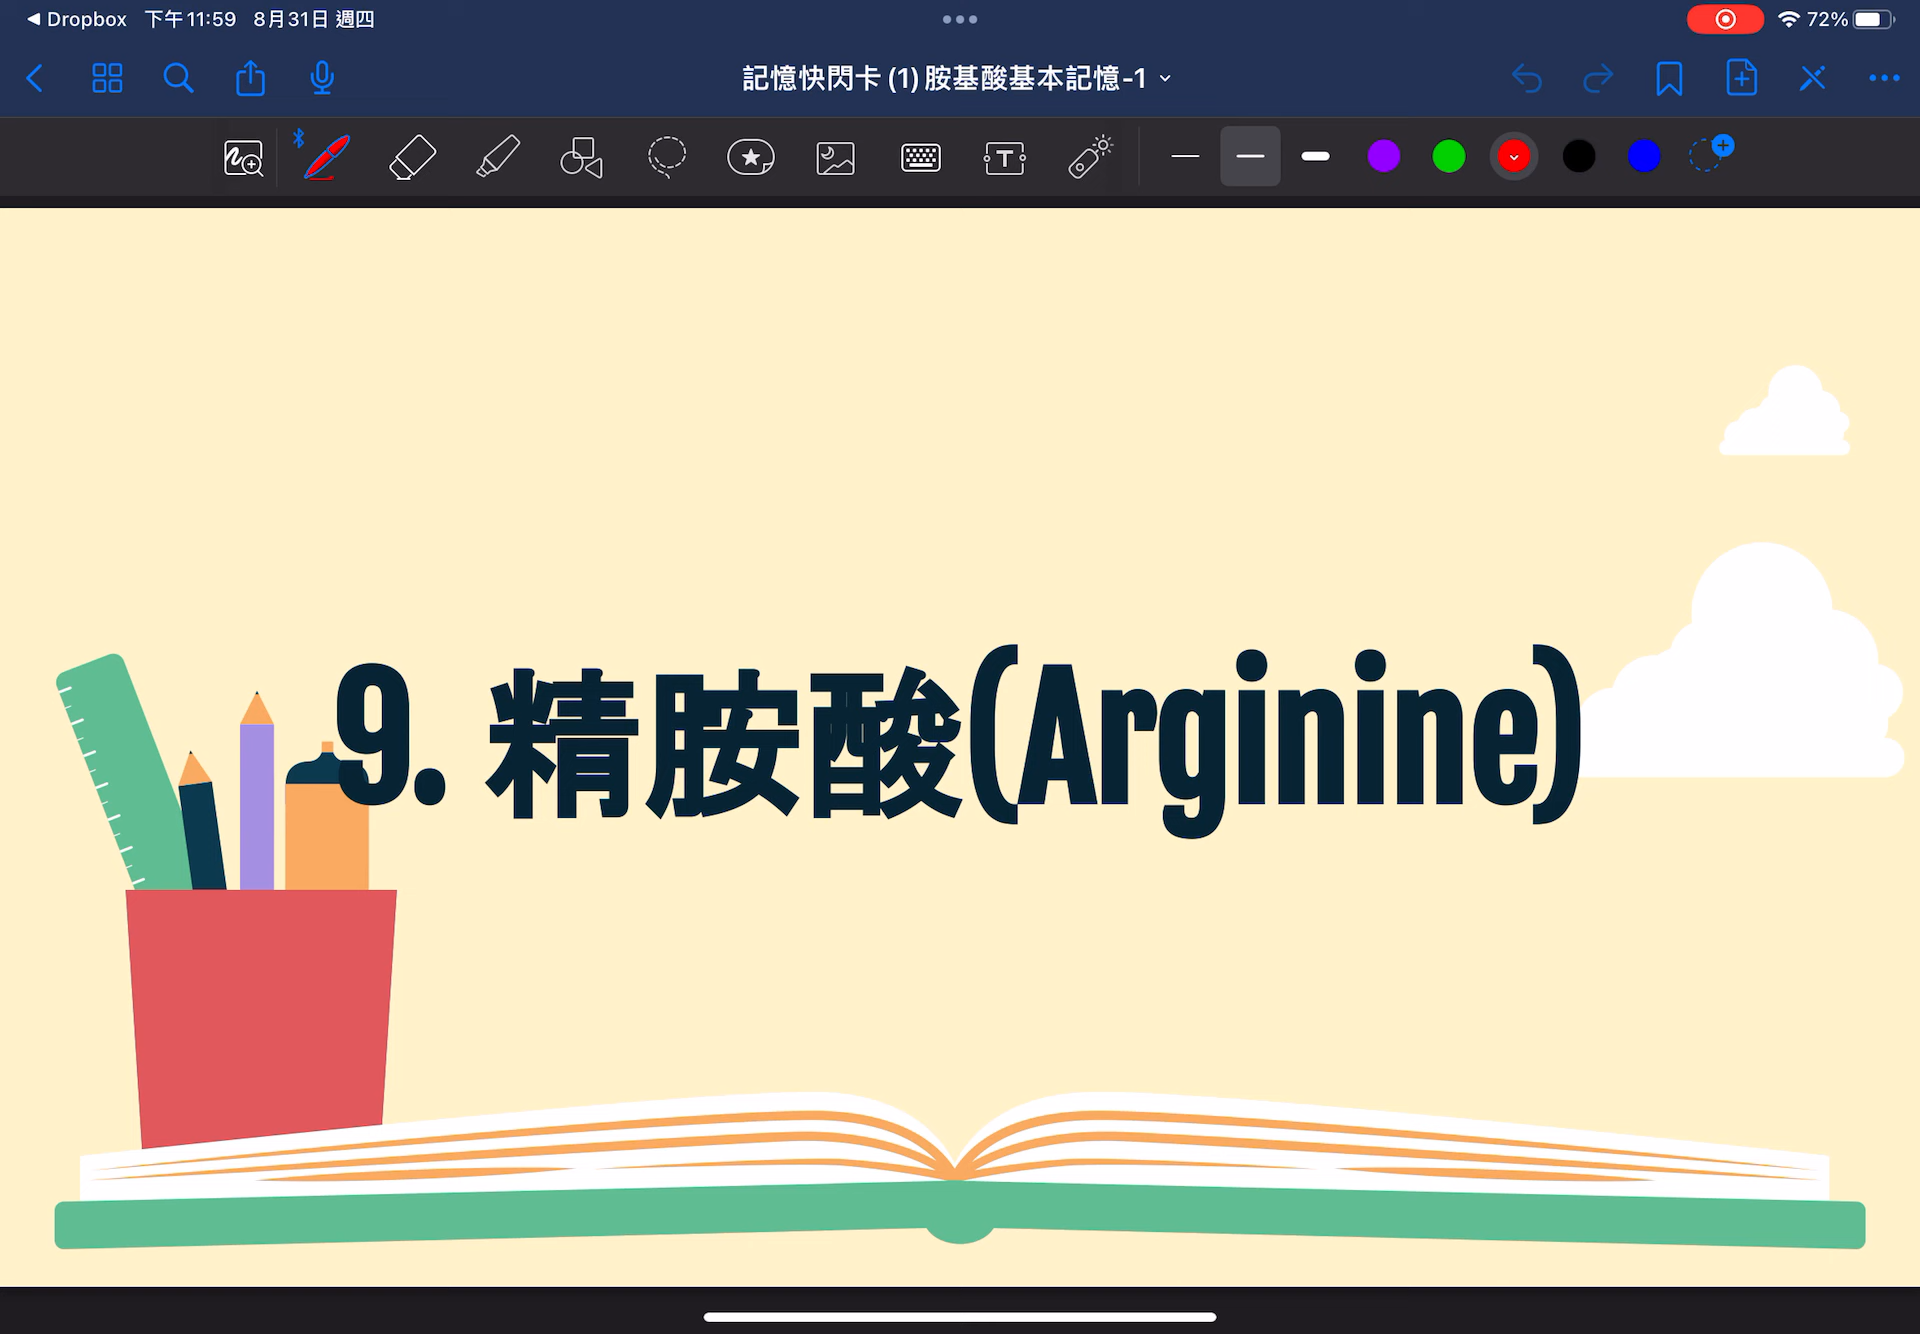 Dropbox 下午11:59 8月31日 週四
72%
記憶快閃卡 (1) 胺基酸基本記憶-1
T
9. 精胺酸(Arginine)